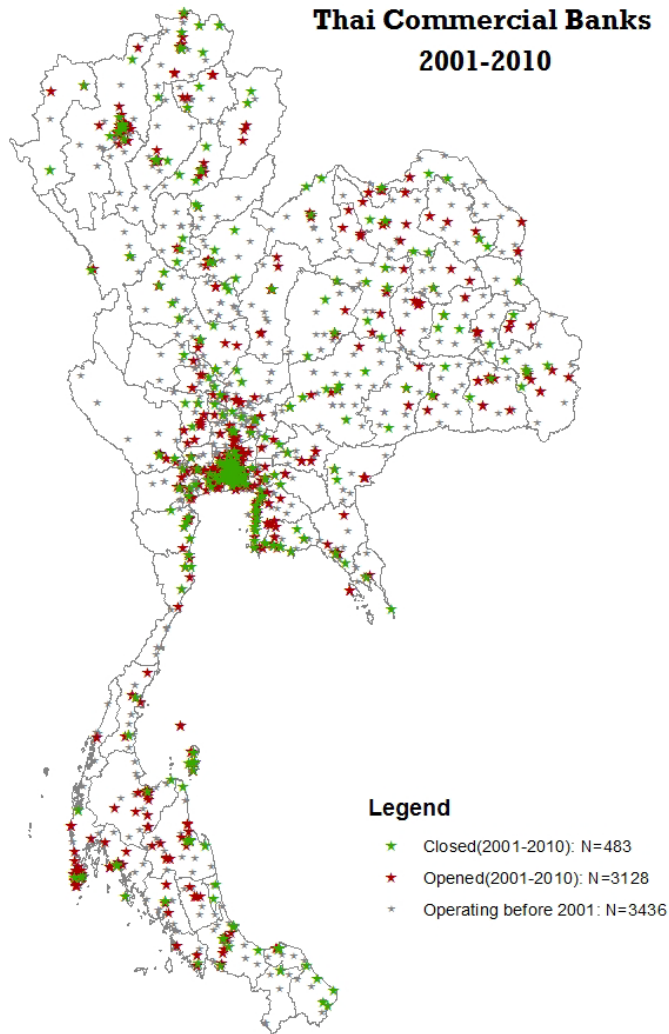 Thai Commercial Banks
2001-2010
Legend
Closed(2001-2010): N=483
Opened(2001-2010): N=3128
Operating before 2001: N=3436